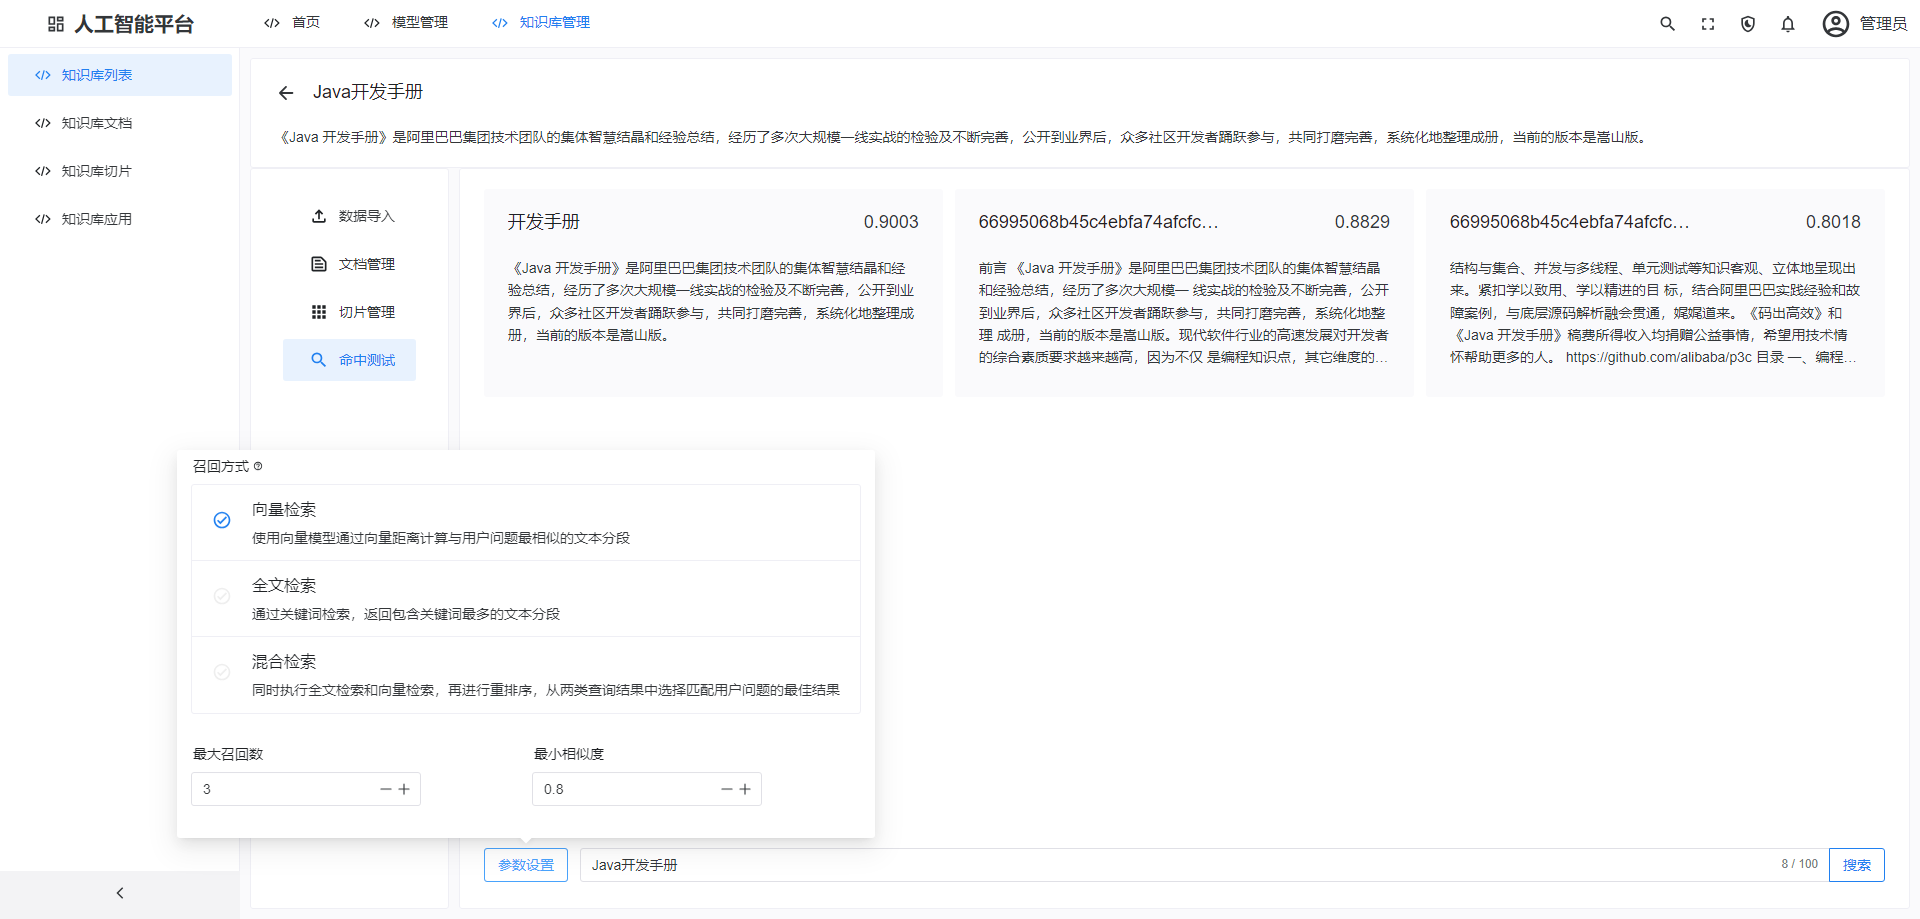 人工智能平台
首页
模型管理
知识库管理
管理员
知识库列表
知识库文档
知识库切片
知识库应用
Java开发手册
《Java 开发手册》是阿里巴巴集团技术团队的集体智慧结晶和经验总结，经历了多次大规模一线实战的检验及不断完善，公开到业界后，众多社区开发者踊跃参与，共同打磨完善，系统化地整理成册，当前的版本是嵩山版。
数据导入
文档管理
切片管理
命中测试
开发手册 0.9003
《Java 开发手册》是阿里巴巴集团技术团队的集体智慧结晶和经
验总结，经历了多次大规模一线实战的检验及不断完善，公开到业
界后，众多社区开发者踊跃参与，共同打磨完善，系统化地整理成
册，当前的版本是嵩山版。
66995068b45c4ebfa74afcfc... 0.8829
前言 《Java 开发手册》是阿里巴巴集团技术团队的集体智慧结晶
和经验总结，经历了多次大规模一 线实战的检验及不断完善，公开
到业界后，众多社区开发者踊跃参与，共同打磨完善，系统化地整
理 成册，当前的版本是嵩山版。现代软件行业的高速发展对开发者
的综合素质要求越来越高，因为不仅 是编程知识点，其它维度的...
66995068b45c4ebfa74afcfc... 0.8018
结构与集合、并发与多线程、单元测试等知识客观、立体地呈现出
来。紧扣学以致用、学以精进的目 标，结合阿里巴巴实践经验和故
障案例，与底层源码解析融会贯通，娓娓道来。《码出高效》和
《Java 开发手册》稿费所得收入均捐赠公益事情，希望用技术情
怀帮助更多的人。 https://github.com/alibaba/p3c 目录 一、编程...
召回方式
向量检索
使用向量模型通过向量距离计算与用户问题最相似的文本分段
全文检索
通过关键词检索，返回包含关键词最多的文本分段
混合检索
同时执行全文检索和向量检索，再进行重排序，从两类查询结果中选择匹配用户问题的最佳结果
最大召回数 最小相似度
3 0.8
参数设置
Java开发手册
8 / 100
搜索